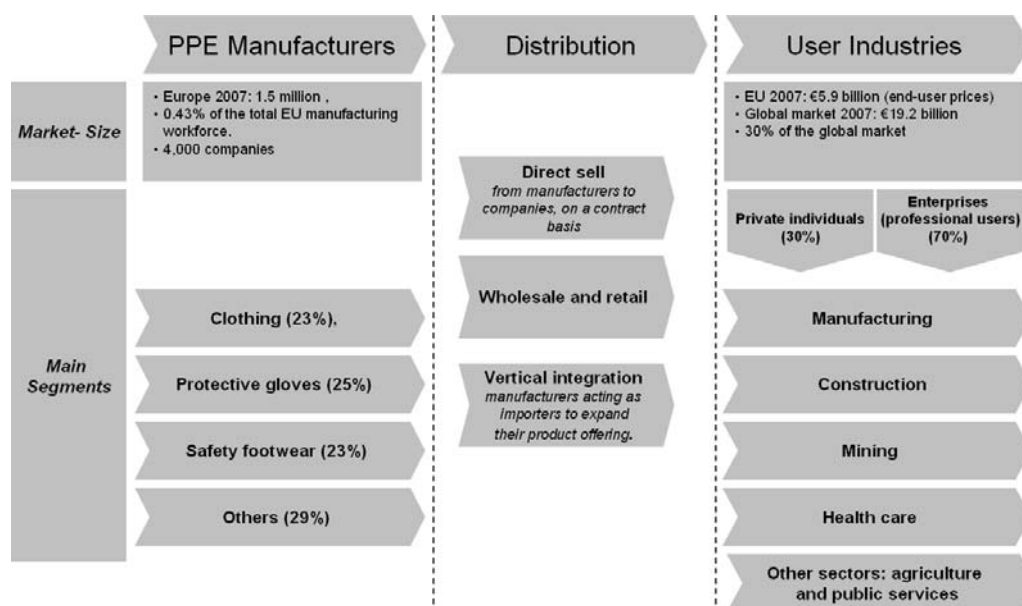 PPE Manufacturers
Distribution
User Industries
Market- Size
• Europe 2007: 1.5 million ,
• 0.43% of the total EU manufacturing
workforce.
• 4,000 companies
• EU 2007: €5.9 billion (end-user prices)
• Global market 2007: €19.2 billion
• 30% of the global market
Main
Segments
Clothing (23%),
Protective gloves (25%)
Safety footwear (23%)
Others (29%)
Direct sell
from manufacturers to
companies, on a contract
basis
Wholesale and retail
Vertical integration
manufacturers acting as
importers to expand
their product offering.
Private individuals
(30%)
Enterprises
(professional users)
(70%)
Manufacturing
Construction
Mining
Health care
Other sectors: agriculture
and public services